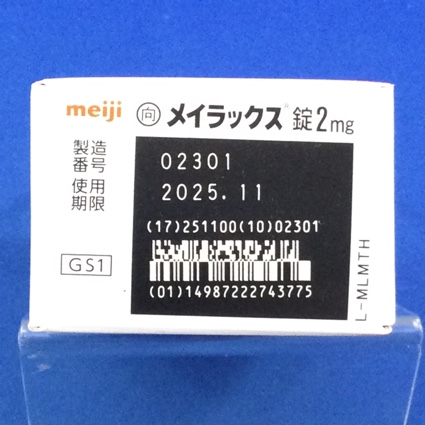 meiji 向 メイラックス® 錠2mg
製造番号 02301
使用期限 2025.11
(17)251100(10)02301
GS1
(01)14987222743775
L-MLMTH